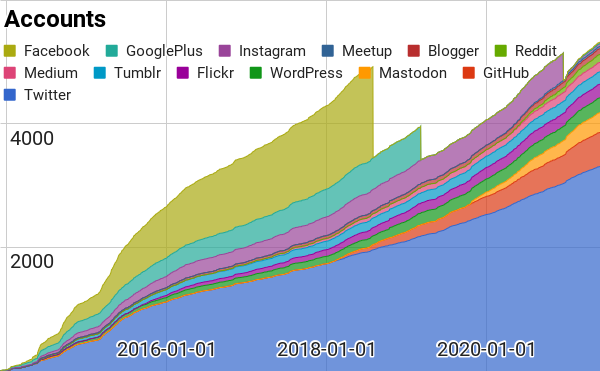 Accounts
Facebook GooglePlus Instagram Meetup Blogger Reddit
Medium Tumblr Flickr WordPress Mastodon GitHub
Twitter
4000
2000
2016-01-01 2018-01-01 2020-01-01